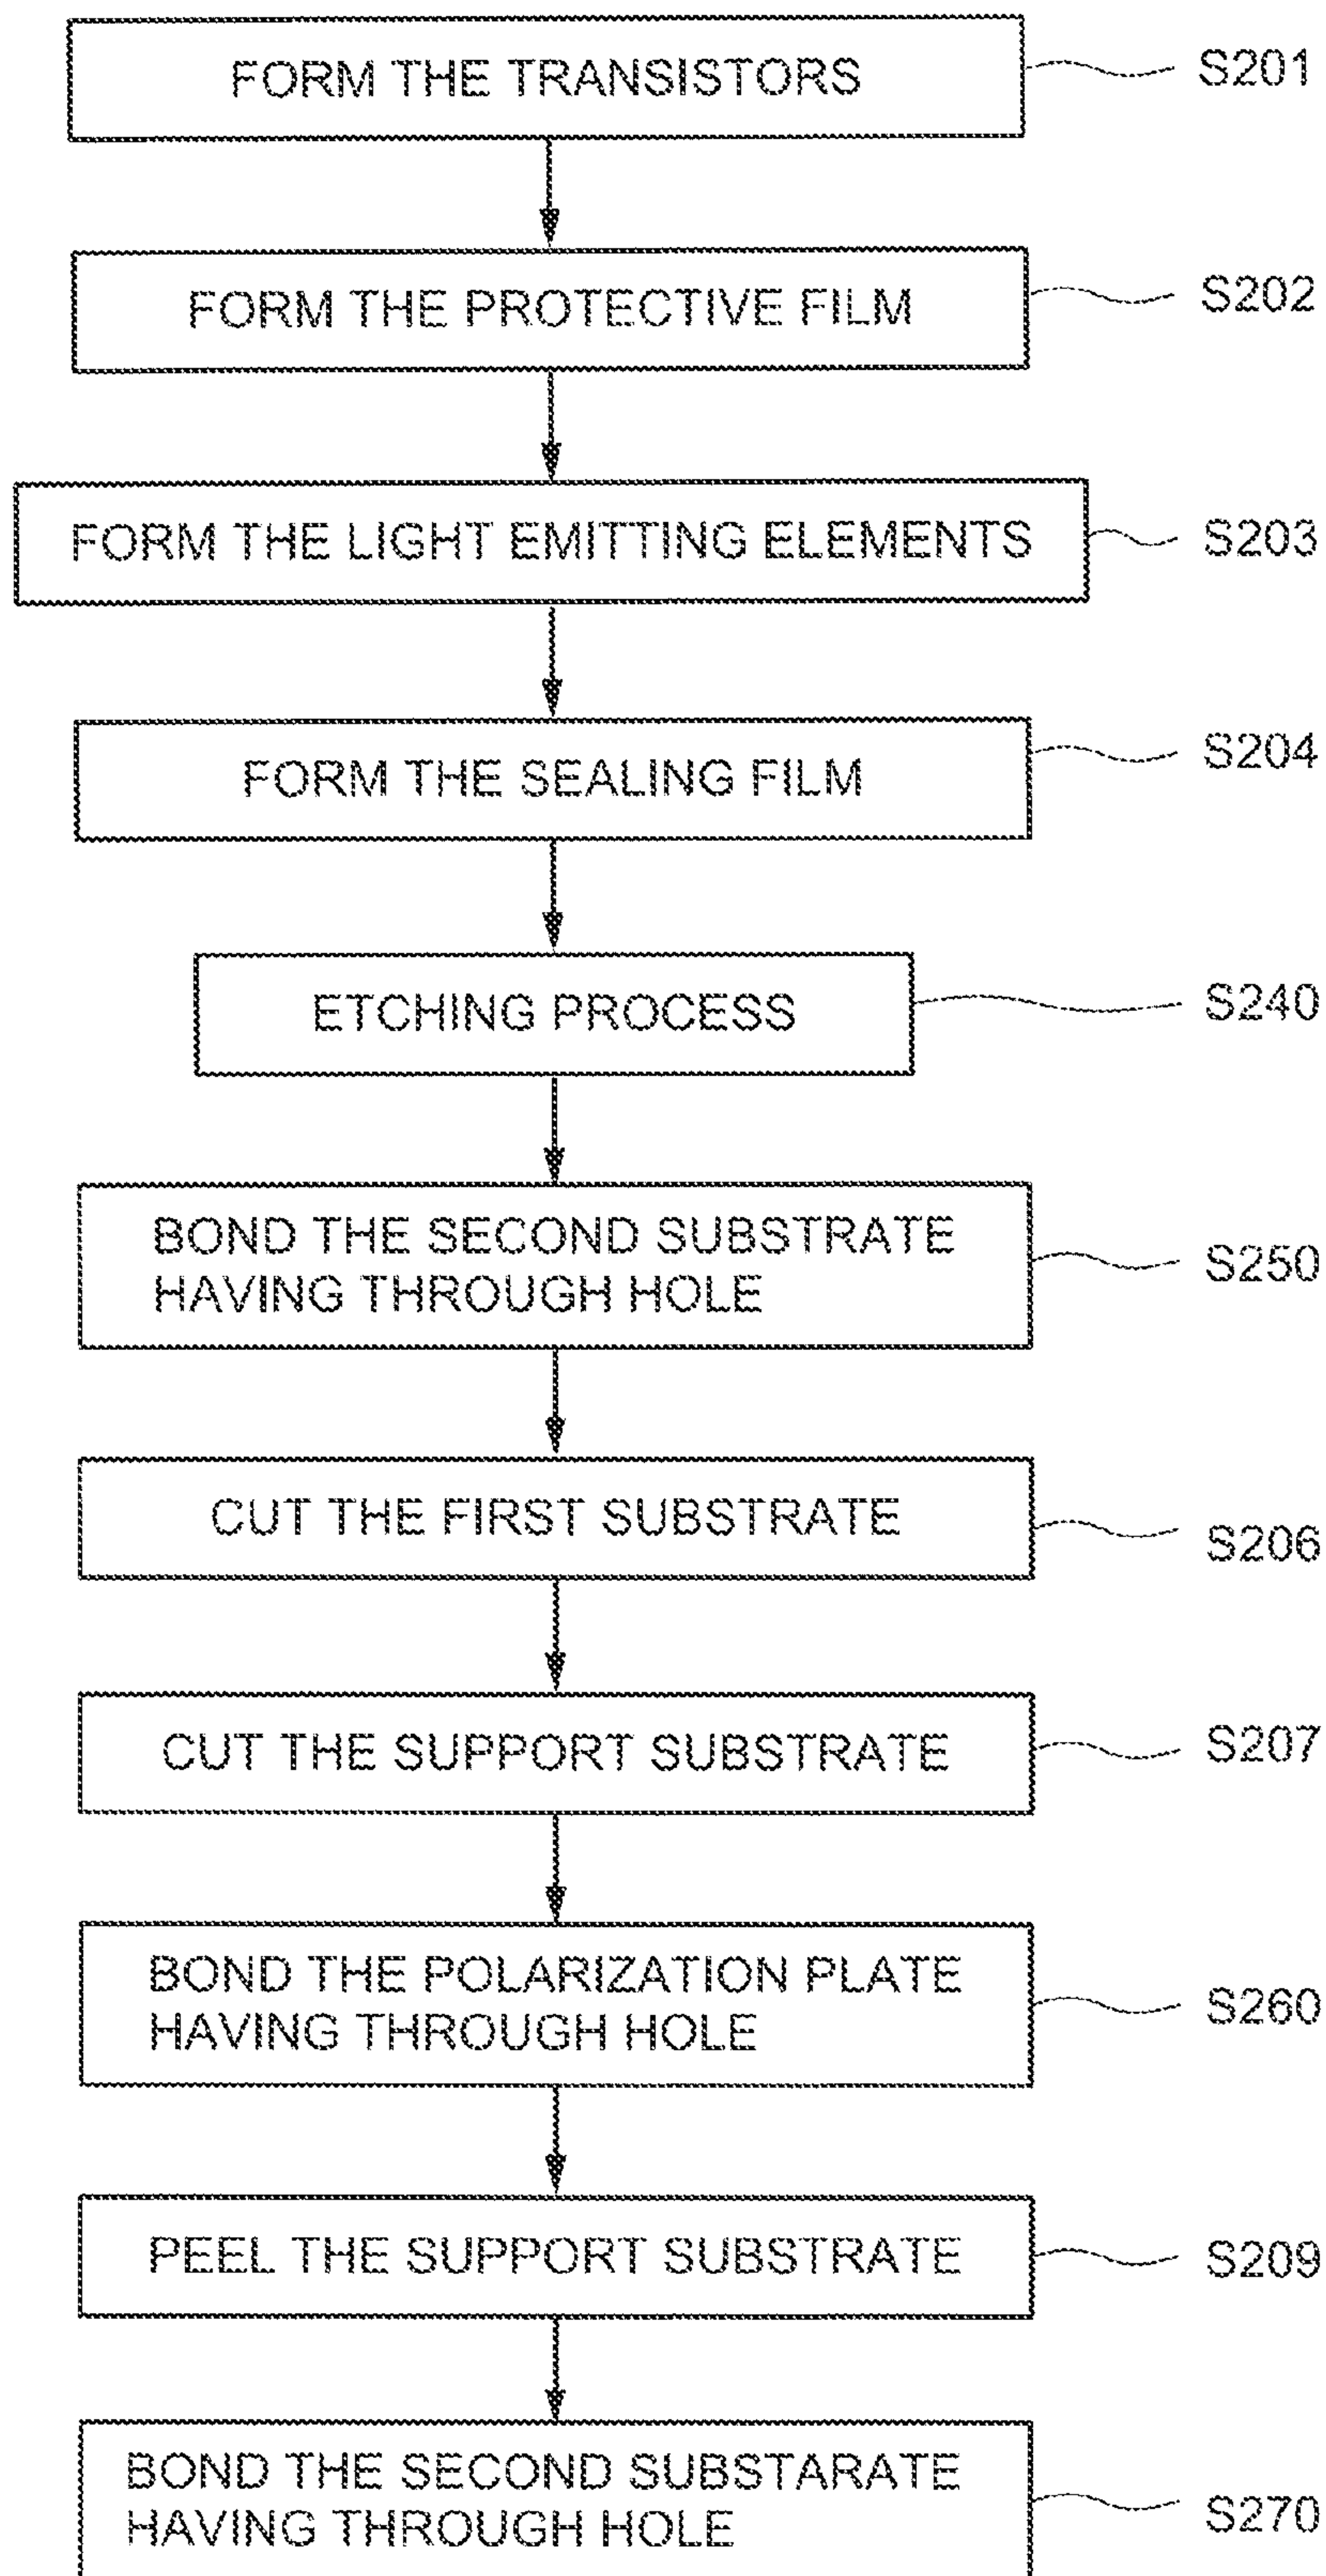 FORM THE TRANSISTORS S201
FORM THE PROTECTIVE FILM S202
FORM THE LIGHT EMITTING ELEMENTS S203
FORM THE SEALING FILM S204
ETCHING PROCESS S240
BOND THE SECOND SUBSTRATE
HAVING THROUGH HOLE S250
CUT THE FIRST SUBSTRATE S206
CUT THE SUPPORT SUBSTRATE S207
BOND THE POLARIZATION PLATE
HAVING THROUGH HOLE S260
PEEL THE SUPPORT SUBSTRATE S209
BOND THE SECOND SUBSTARATE
HAVING THROUGH HOLE S270